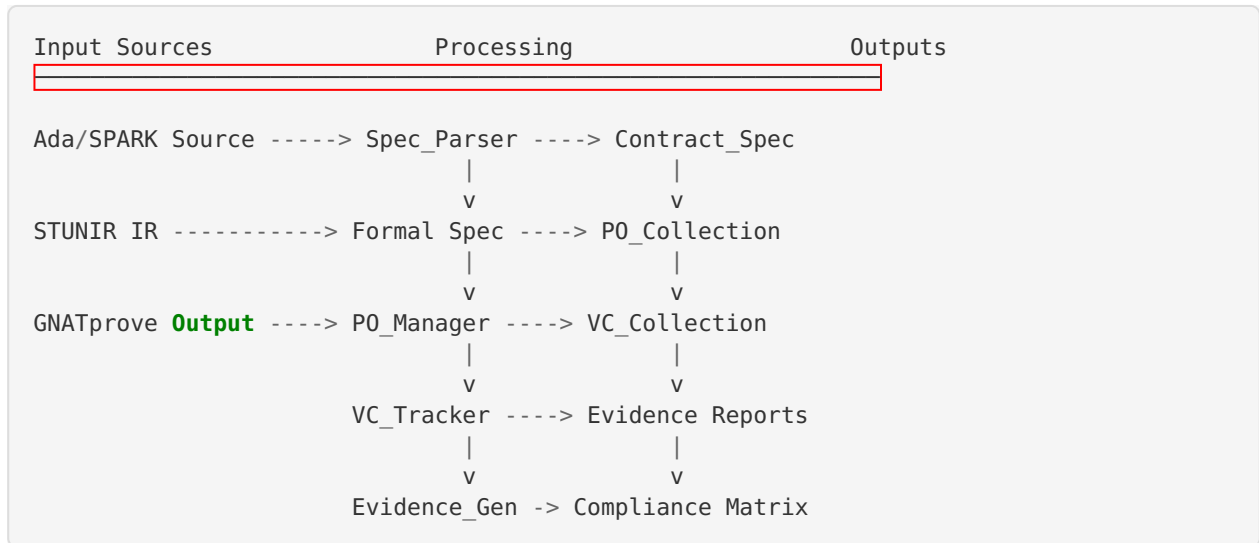 Input Sources                Processing                    Outputs
─────────────────────────────────────────────────────────────
Ada/SPARK Source -----> Spec_Parser ----> Contract_Spec
                               |              |
                               v              v
STUNIR IR -----------> Formal Spec ----> PO_Collection
                               |              |
                               v              v
GNATprove Output ----> PO_Manager ----> VC_Collection
                               |              |
                               v              v
                       VC_Tracker ----> Evidence Reports
                               |              |
                               v              v
                       Evidence_Gen -> Compliance Matrix